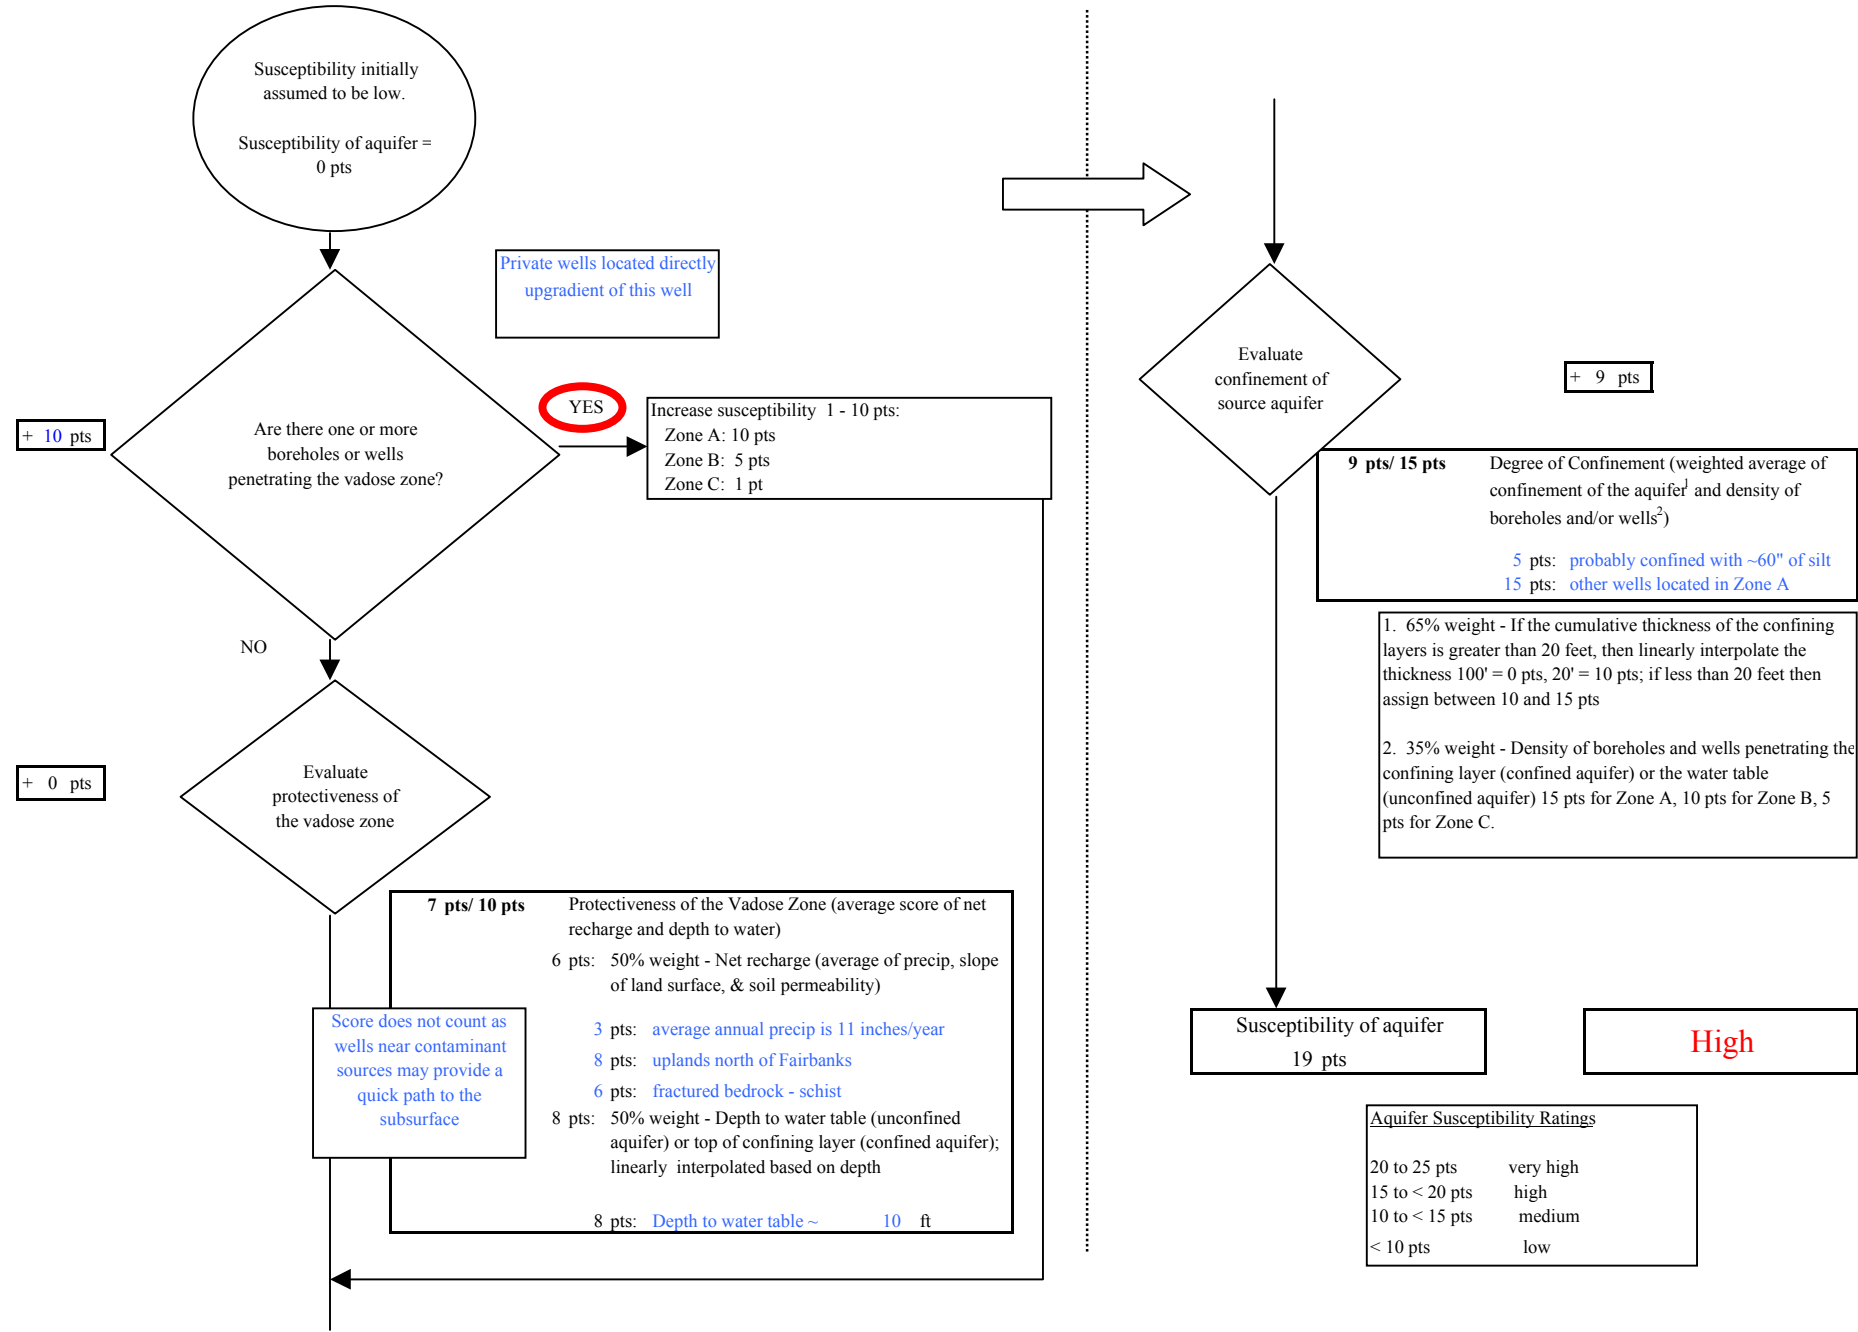 Susceptibility initially
assumed to be low.
Susceptibility of aquifer =
0 pts
Private wells located directly
upgradient of this well
+ 10 pts
Are there one or more
boreholes or wells
penetrating the vadose zone?
YES
Increase susceptibility 1 - 10 pts:
Zone A: 10 pts
Zone B: 5 pts
Zone C: 1 pt
NO
+ 0 pts
Evaluate
protectiveness of
the vadose zone
7 pts/ 10 pts Protectiveness of the Vadose Zone (average score of net
recharge and depth to water)
6 pts: 50% weight - Net recharge (average of precip, slope
of land surface, & soil permeability)
3 pts: average annual precip is 11 inches/year
8 pts: uplands north of Fairbanks
6 pts: fractured bedrock - schist
8 pts: 50% weight - Depth to water table (unconfined
aquifer) or top of confining layer (confined aquifer);
linearly interpolated based on depth
8 pts: Depth to water table ~ 10 ft
Score does not count as
wells near contaminant
sources may provide a
quick path to the
subsurface
Evaluate
confinement of
source aquifer
+ 9 pts
9 pts/ 15 pts Degree of Confinement (weighted average of
confinement of the aquifer1 and density of
boreholes and/or wells2)
5 pts: probably confined with ~60" of silt
15 pts: other wells located in Zone A
1. 65% weight - If the cumulative thickness of the confining
layers is greater than 20 feet, then linearly interpolate the
thickness 100' = 0 pts, 20' = 10 pts; if less than 20 feet then
assign between 10 and 15 pts
2. 35% weight - Density of boreholes and wells penetrating the
confining layer (confined aquifer) or the water table
(unconfined aquifer) 15 pts for Zone A, 10 pts for Zone B, 5
pts for Zone C.
Susceptibility of aquifer
19 pts
High
Aquifer Susceptibility Ratings
20 to 25 pts very high
15 to < 20 pts high
10 to < 15 pts medium
< 10 pts low